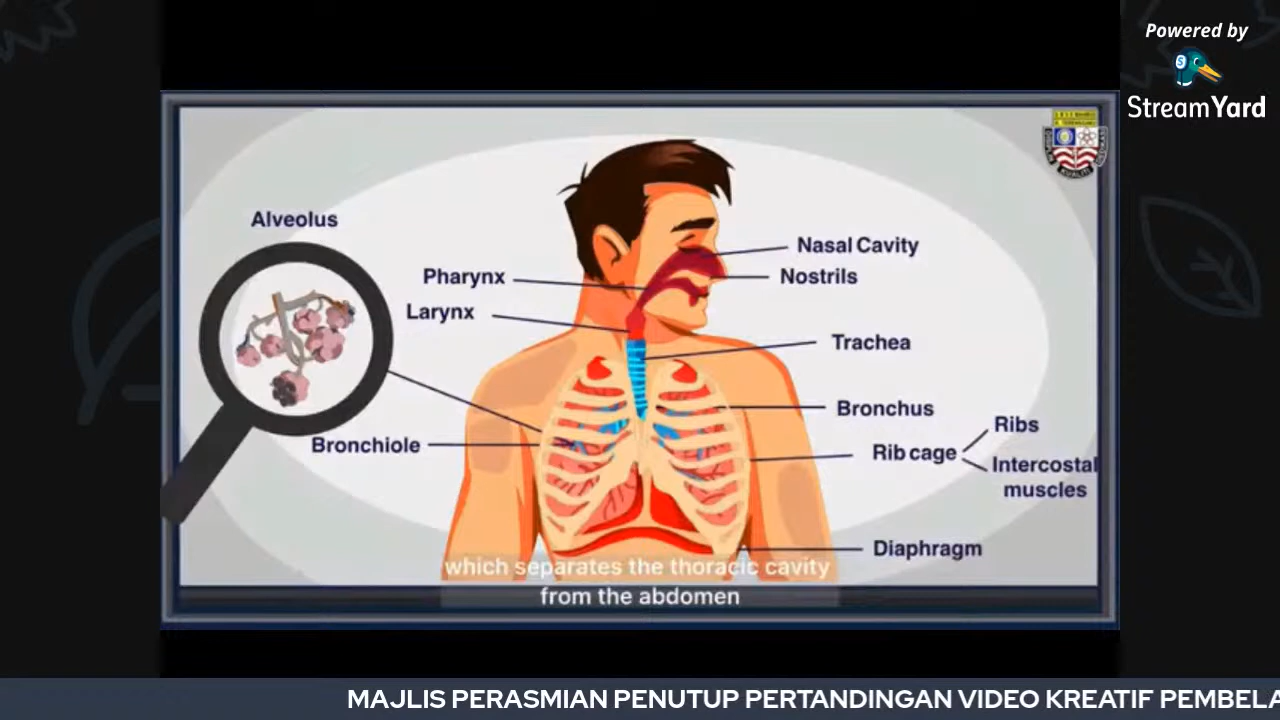 Powered by
StreamYard
Alveolus
Nasal Cavity
Pharynx
Nostrils
Larynx
Trachea
Bronchus
Bronchiole
Rib cage
Ribs
Intercostal
muscles
Diaphragm
which separates the thoracic cavity
from the abdomen
MAJLIS PERASMIAN PENUTUP PERTANDINGAN VIDEO KREATIF PEMBELA